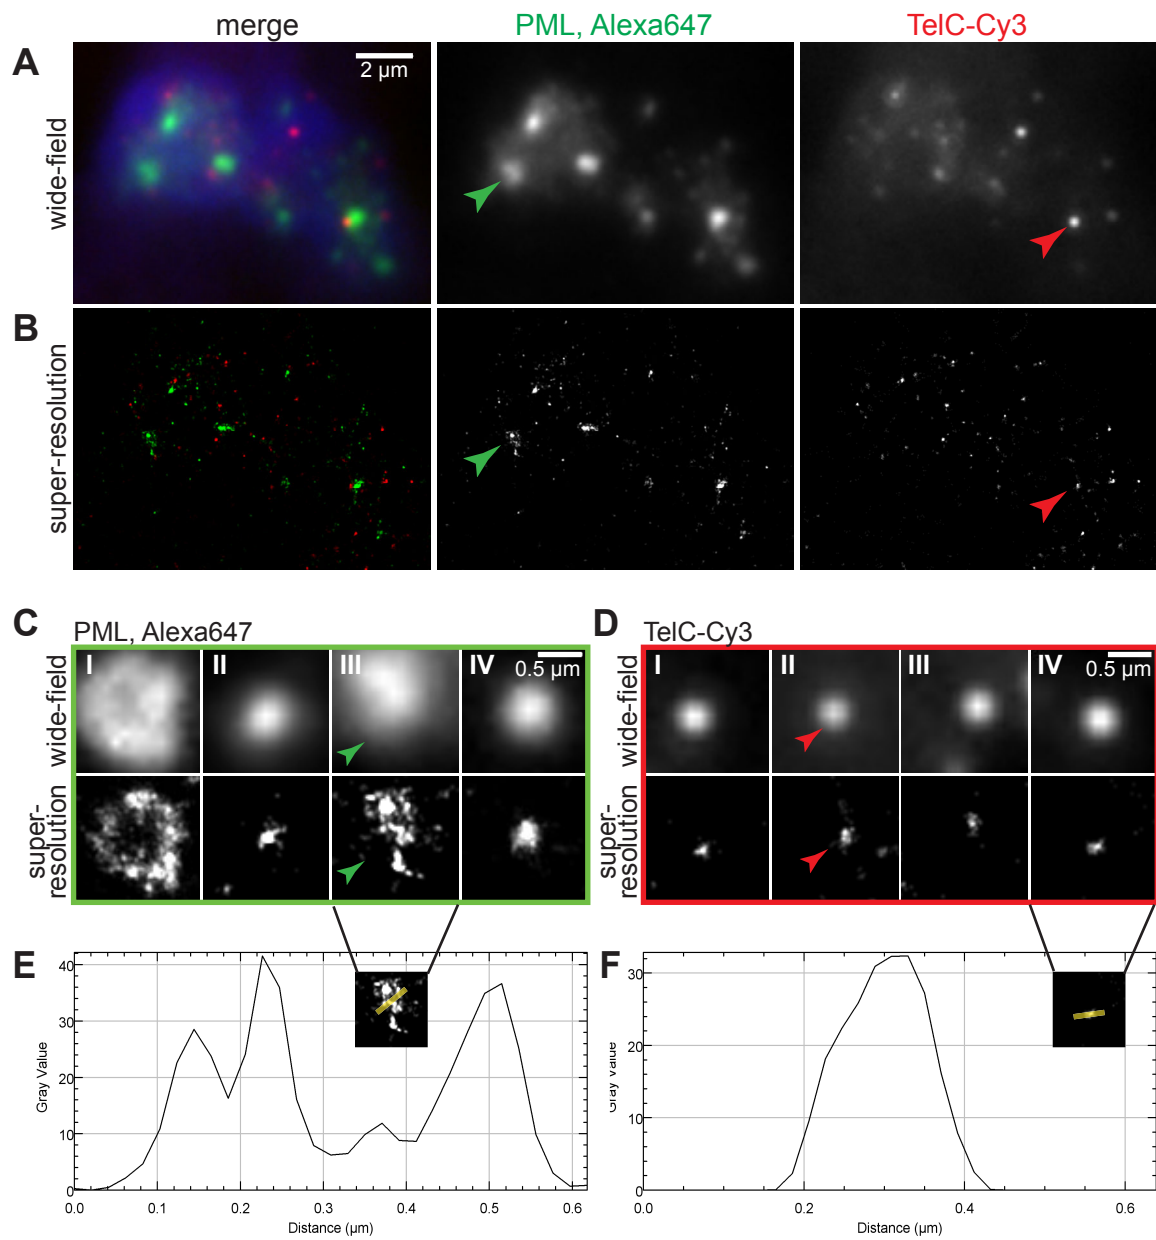 merge PML, Alexa647 TelC-Cy3
A
2 µm
wide-field
B
super-resolution
C PML, Alexa647
D TelC-Cy3
wide-field
I II III IV
0.5 µm
super-
resolution
wide-field
I II III IV
0.5 µm
super-
resolution
E
Gray Value
40
30
20
10
0
0.0 0.1 0.2 0.3 0.4 0.5 0.6
Distance (µm)
F
Gray Value
30
20
10
0
0.0 0.2 0.4 0.6
Distance (µm)